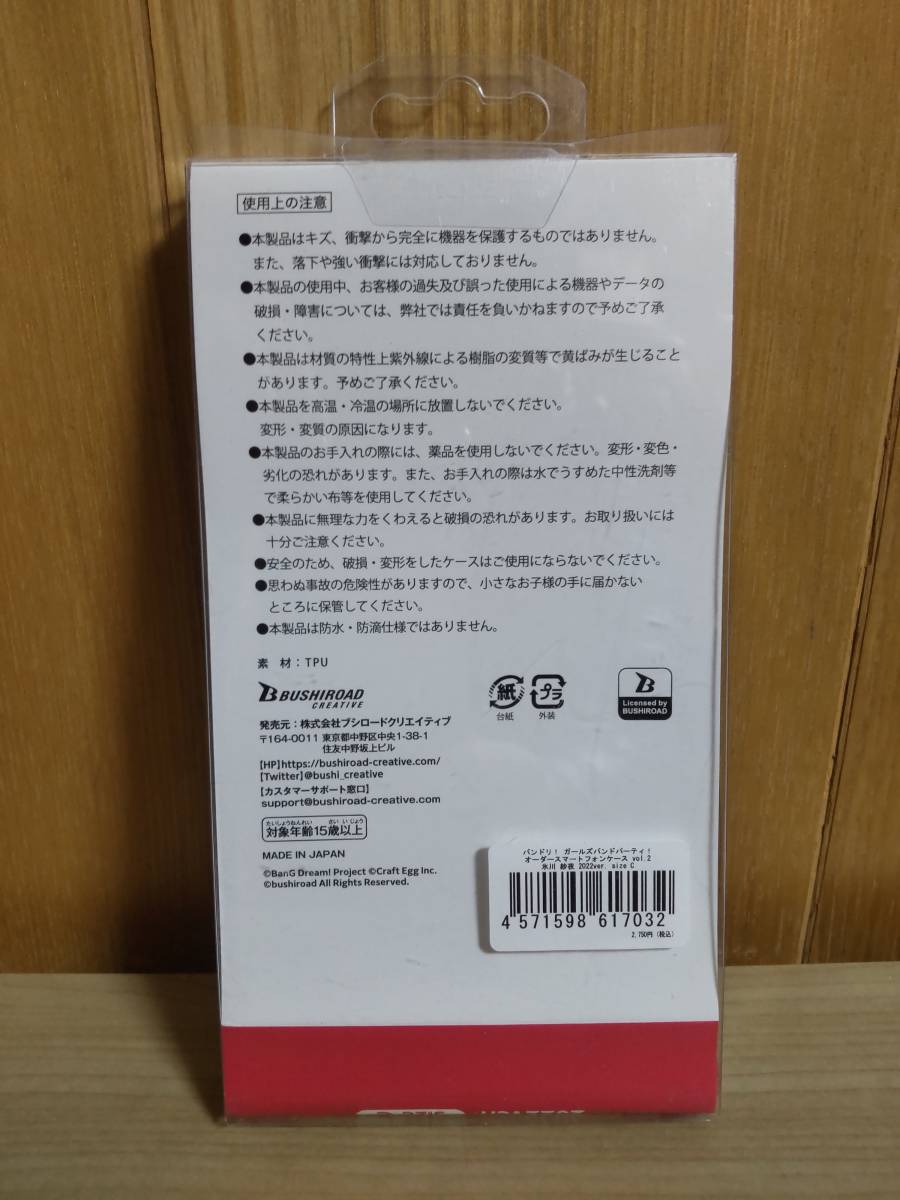 使用上の注意
●本製品はキズ、衝撃から完全に機器を保護するものではありません。
また、落下や強い衝撃には対応しておりません。
●本製品の使用中、お客様の過失及び誤った使用による機器やデータの
破損・障害については、弊社では責任を負いかねますので予めご了承
ください。
●本製品は材質の特性上紫外線による樹脂の変質等で黄ばみが生じること
があります。予めご了承ください。
●本製品を高温・冷温の場所に放置しないでください。
変形・変質の原因になります。
●本製品のお手入れの際には、薬品を使用しないでください。変形・変色・
劣化の恐れがあります。また、お手入れの際は水でうすめた中性洗剤等
で柔らかい布等を使用してください。
●本製品に無理な力をくわえると破損の恐れがあります。お取り扱いには
十分ご注意ください。
●安全のため、破損・変形をしたケースはご使用にならないでください。
●思わぬ事故の危険性がありますので、小さなお子様の手に届かない
ところに保管してください。
●本製品は防水・防滴仕様ではありません。
素 材：TPU
BUSHIROAD
CREATIVE
発売元：株式会社ブシロードクリエイティブ
〒164-0011 東京都中野区中央1-38-1
住友中野坂上ビル
【HP】https://bushiroad-creative.com/
【Twitter】@bushi_creative
【カスタマーサポート窓口】
support@bushiroad-creative.com
たいしょうねんれい さい いじょう
対象年齢15歳以上
MADE IN JAPAN
©BanG Dream! Project ©Craft Egg Inc.
©bushiroad All Rights Reserved.
紙
台紙
プラ
外装
B
Licensed by
BUSHIROAD
バンドリ！ ガールズバンドパーティ！
オーダースマートフォンケース vol.2
氷川 紗夜 2022ver. size C
4 571598 617032
2,750円（税込）